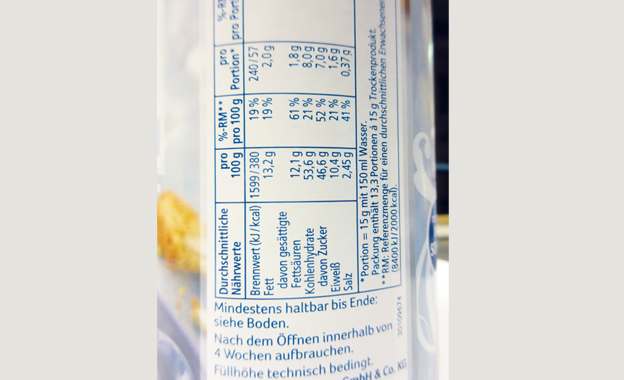 Durchschnittliche Nährwerte pro 100 g %-RM** pro 100 g pro Portion*
Brennwert (kJ/kcal) 1599/380 19 % 240/57
Fett 13,2 g 19 % 2,0 g
davon gesättigte
Fettsäuren 12,1 g 61 % 1,8 g
Kohlenhydrate 53,6 g 21 % 8,0 g
davon Zucker 46,6 g 52 % 7,0 g
Eiweiß 10,4 g 21 % 1,6 g
Salz 2,45 g 41 % 0,37 g
*Portion = 15 g mit 150 ml Wasser.
Packung enthält 13.3 Portionen à 15 g Trockenprodukt.
**RM: Referenzmenge für einen durchschnittlichen Erwachsenen
(8400 kJ/2000 kcal).
Mindestens haltbar bis Ende:
siehe Boden.
Nach dem Öffnen innerhalb von
4 Wochen aufbrauchen.
Füllhöhe technisch bedingt.
GmbH & Co. KG